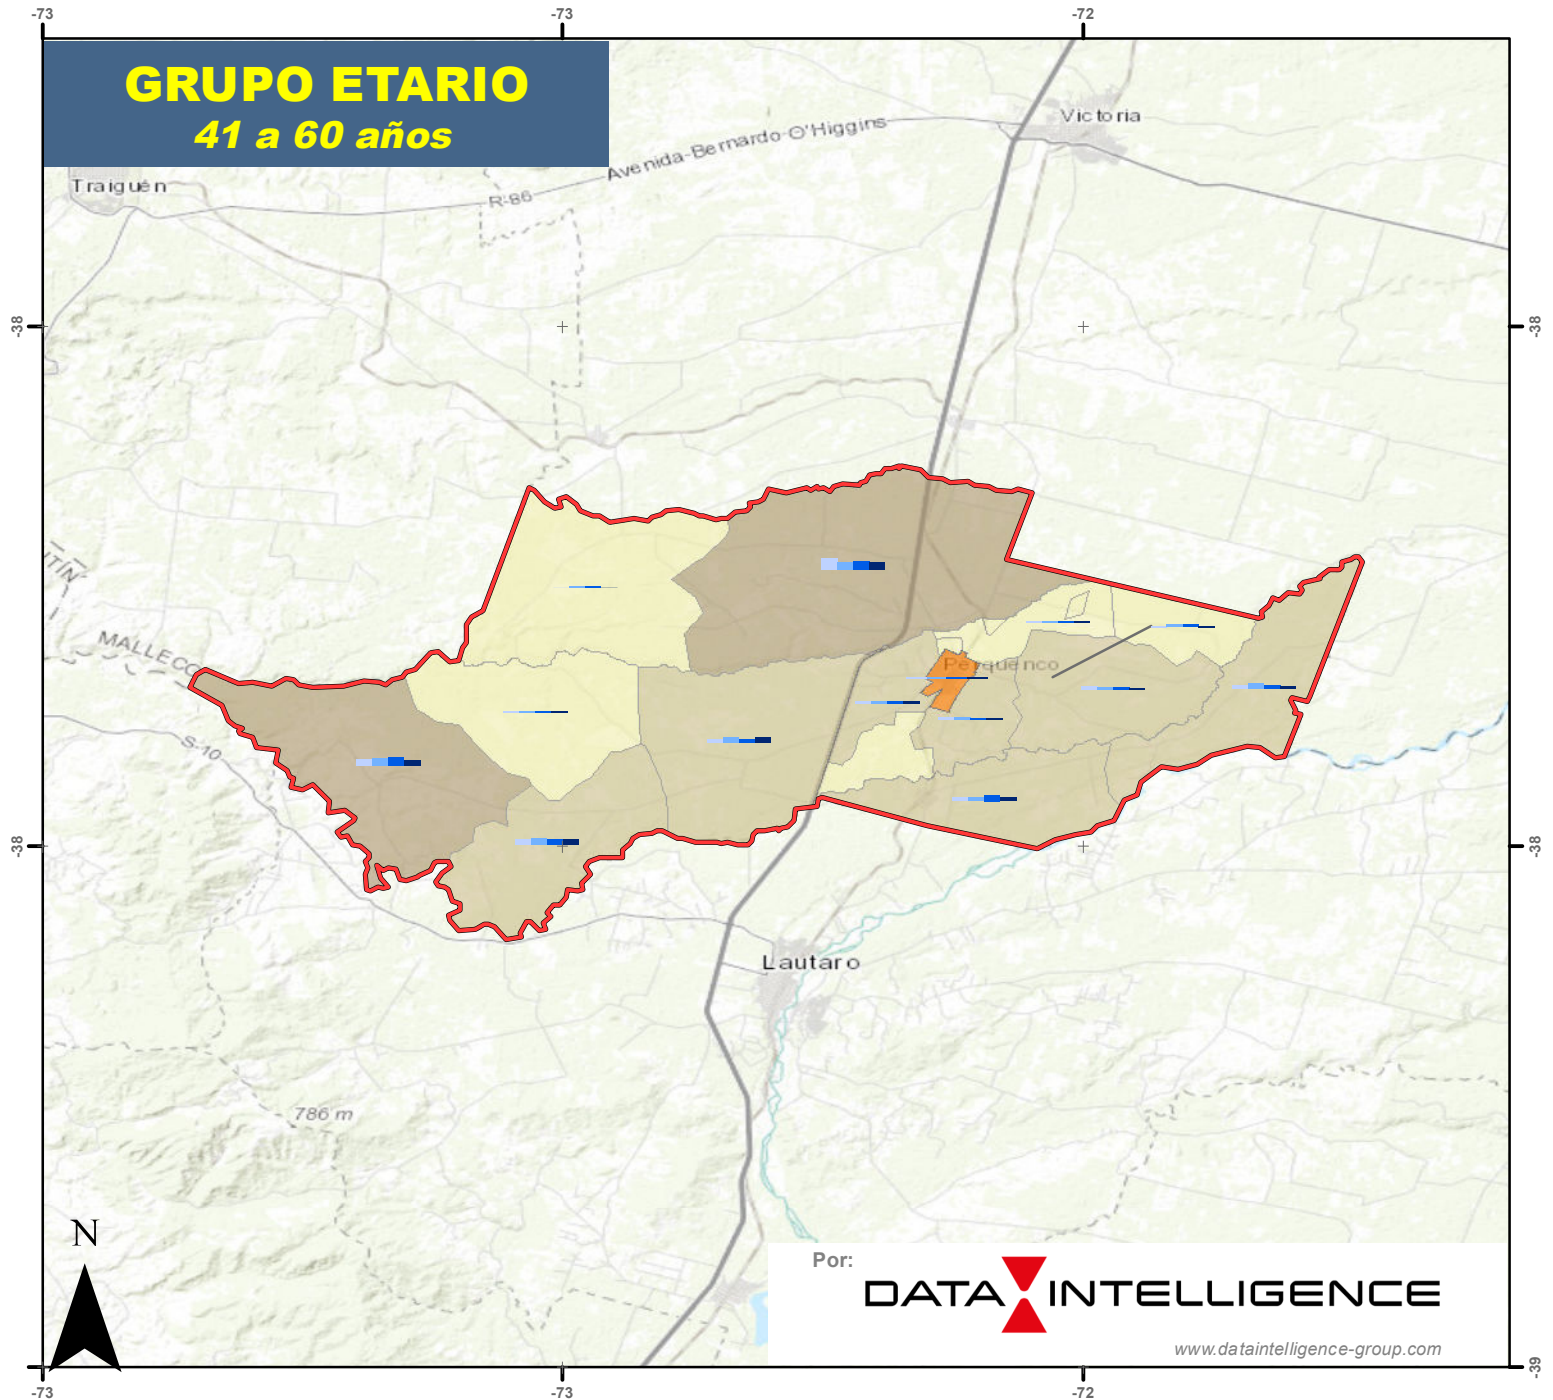 -73
-73
-72
GRUPO ETARIO
41 a 60 años
Victoria
Avenida-Bernardo-O'Higgins
Traiguén
R-86
-38
-38
TÍN
MALLECO
Perquenco
S-10
-38
-38
Lautaro
786 m
N
Por:
DATA INTELLIGENCE
www.dataintelligence-group.com
-39
-73
-73
-72